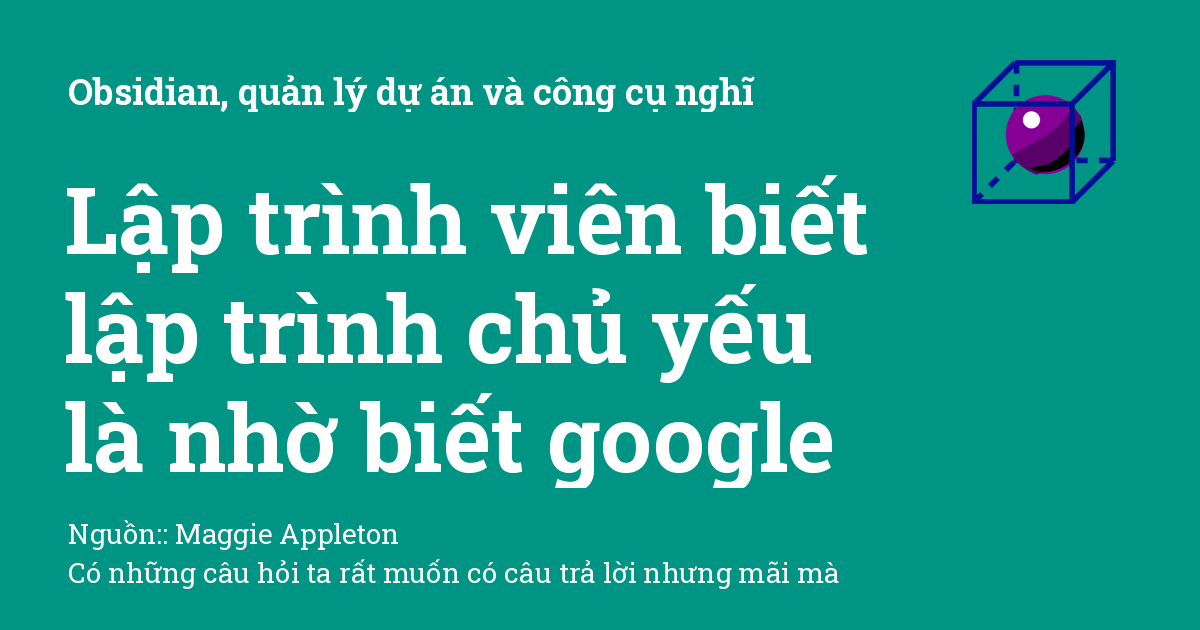 Obsidian, quản lý dự án và công cụ nghĩ
Lập trình viên biết
lập trình chủ yếu
là nhờ biết google
Nguồn:: Maggie Appleton
Có những câu hỏi ta rất muốn có câu trả lời nhưng mãi mà